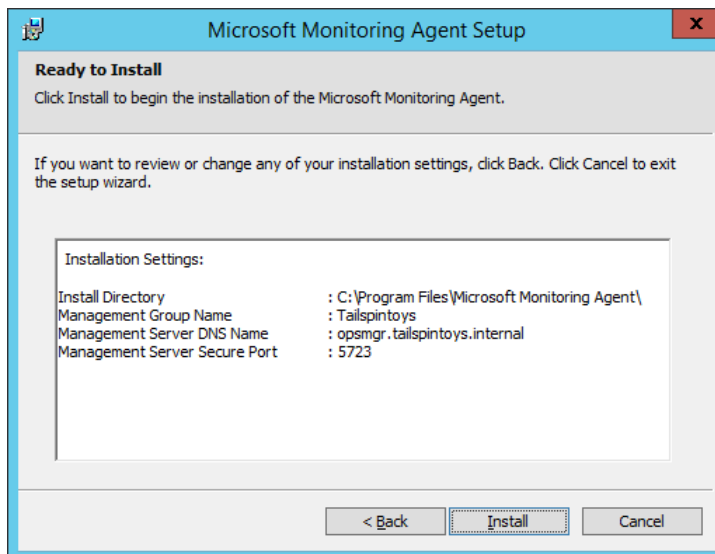 Microsoft Monitoring Agent Setup
x
Ready to Install
Click Install to begin the installation of the Microsoft Monitoring Agent.
If you want to review or change any of your installation settings, click Back. Click Cancel to exit
the setup wizard.
Installation Settings:
Install Directory : C:\Program Files\Microsoft Monitoring Agent\
Management Group Name : Tailspintoys
Management Server DNS Name : opsmgr.tailspintoys.internal
Management Server Secure Port : 5723
< Back Install Cancel